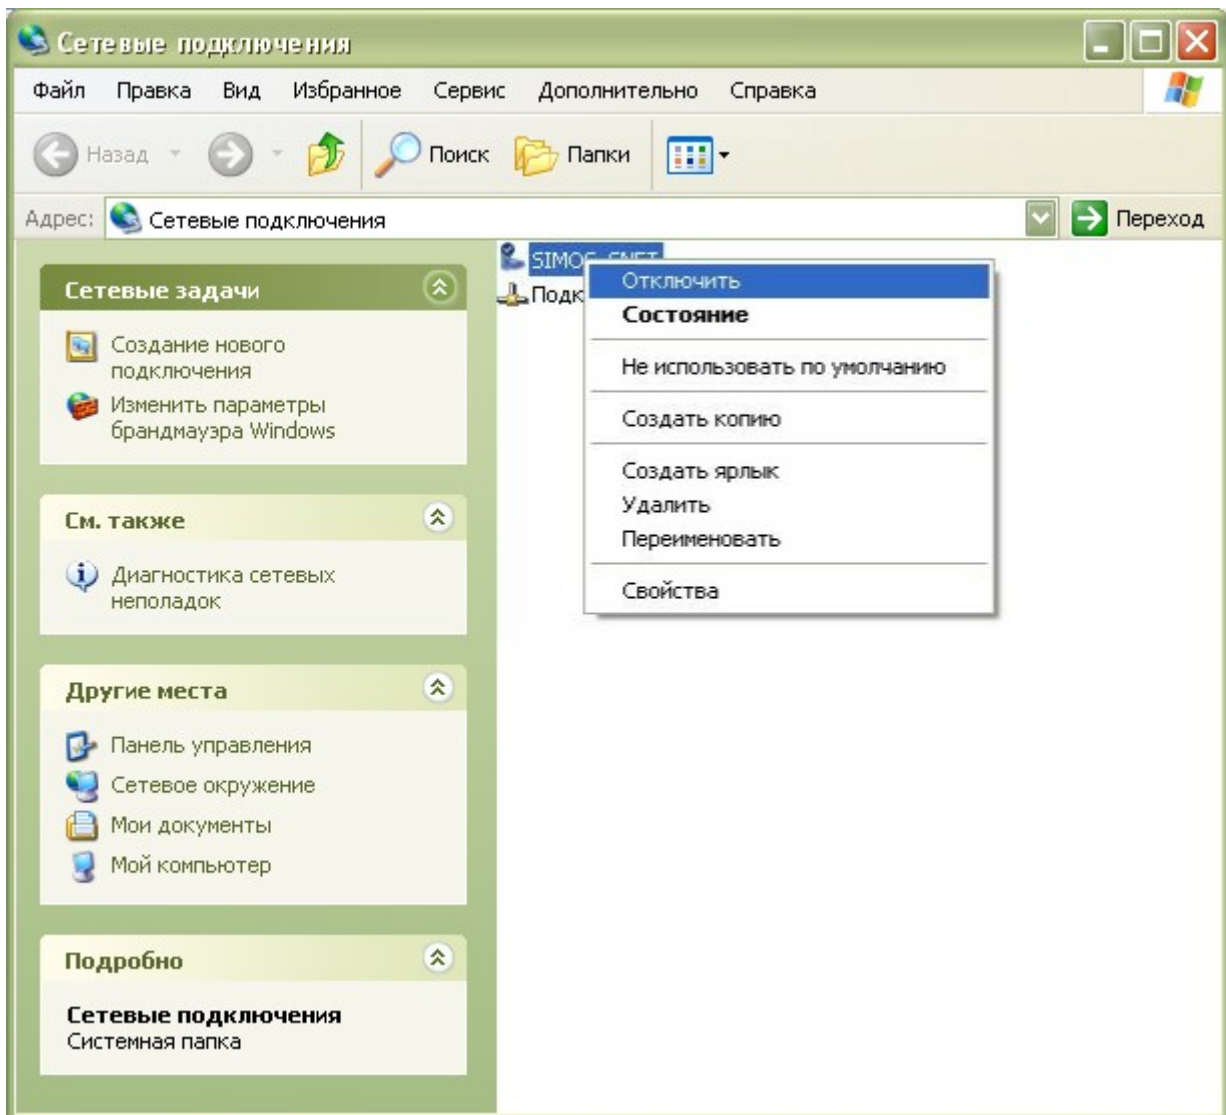 Сетевые подключения
Файл Правка Вид Избранное Сервис Дополнительно Справка
Назад Поиск Папки
Адрес: Сетевые подключения Переход
Сетевые задачи
Создание нового
подключения
Изменить параметры
брандмауэра Windows
См. также
Диагностика сетевых
неполадок
Другие места
Панель управления
Сетевое окружение
Мои документы
Мой компьютер
Подробно
Сетевые подключения
Системная папка
Отключить
Состояние
Не использовать по умолчанию
Создать копию
Создать ярлык
Удалить
Переименовать
Свойства